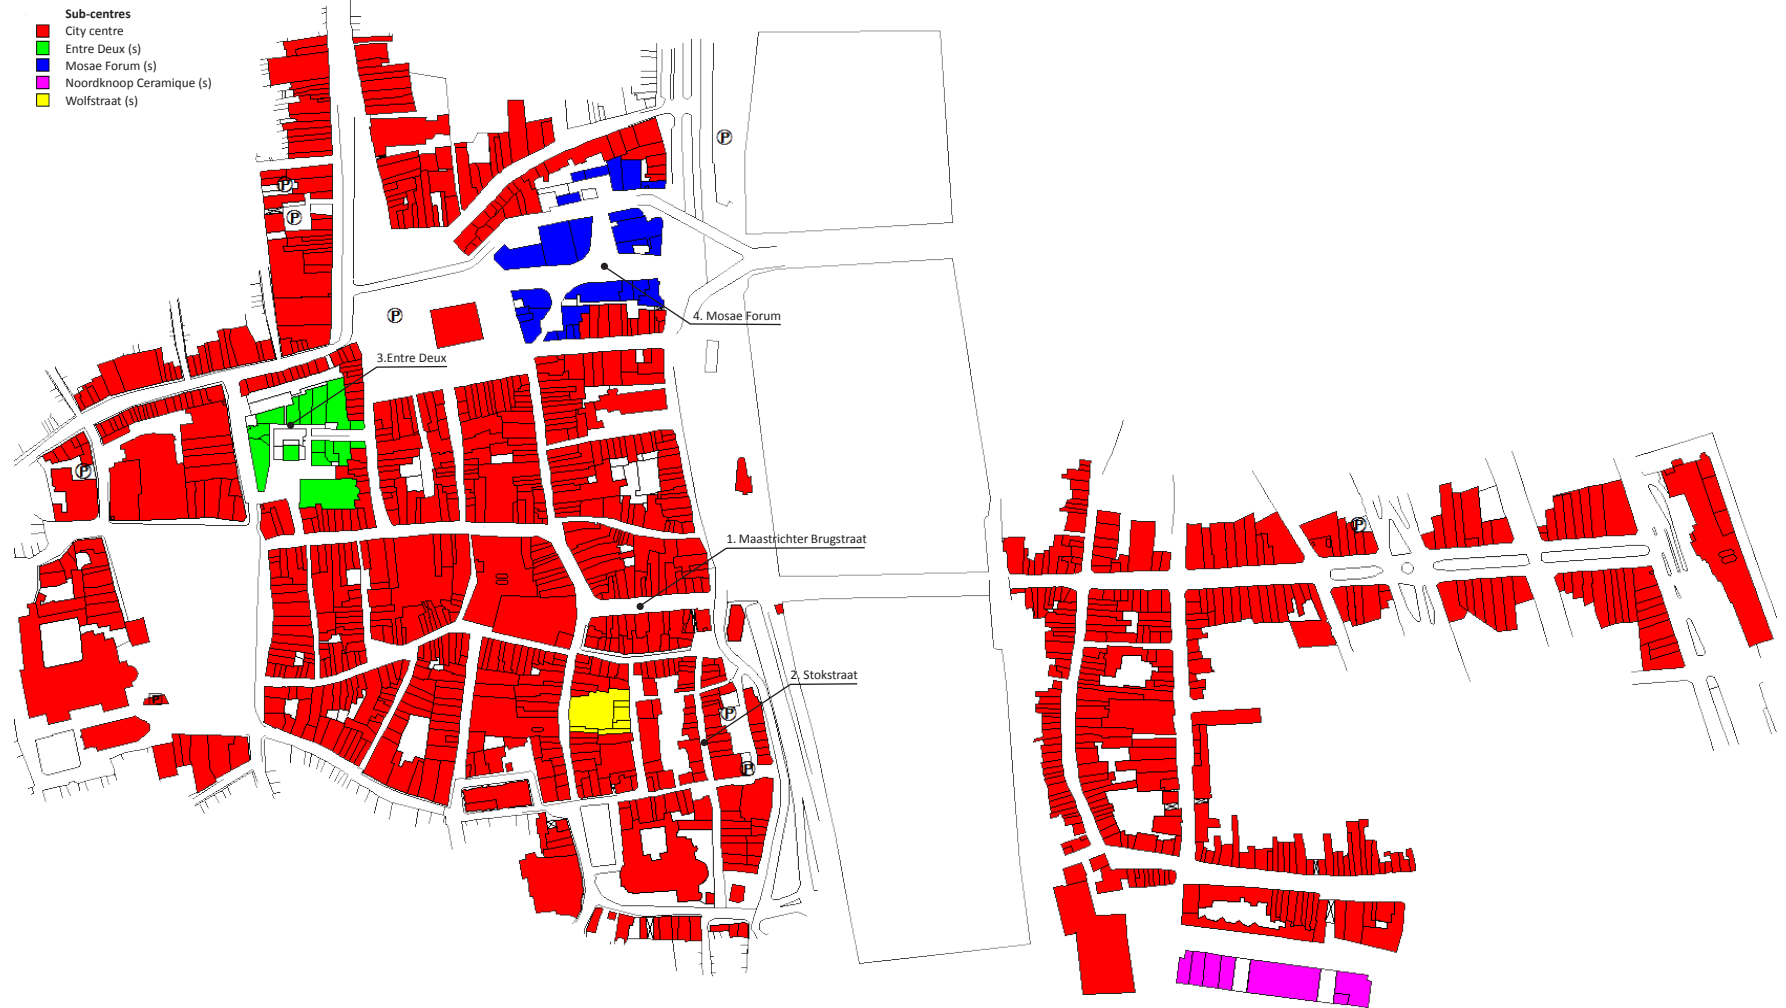 Sub-centres
City centre
Entre Deux (s)
Mosae Forum (s)
Noordknoop Ceramique (s)
Wolfstraat (s)
P
P
P
P
4. Mosae Forum
3.Entre Deux
P
P
1. Maastrichter Brugstraat
2. Stokstraat
P
P
P